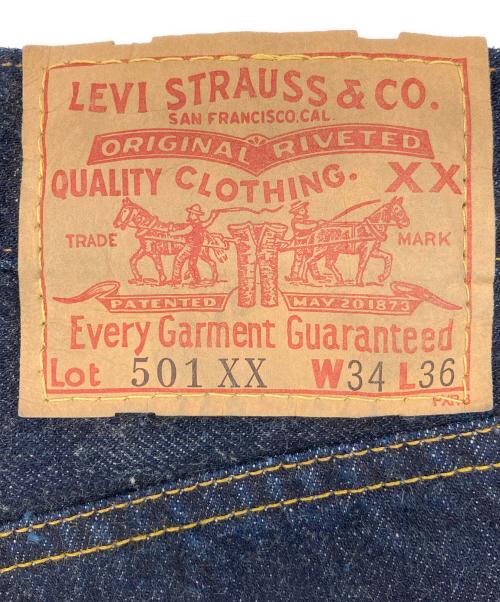 LEVI STRAUSS & CO.
SAN FRANCISCO, CAL.
ORIGINAL RIVETED
QUALITY CLOTHING. XX
TRADE MARK
PATENTED MAY 20 1873
Every Garment Guaranteed
Lot 501 XX W34 L36